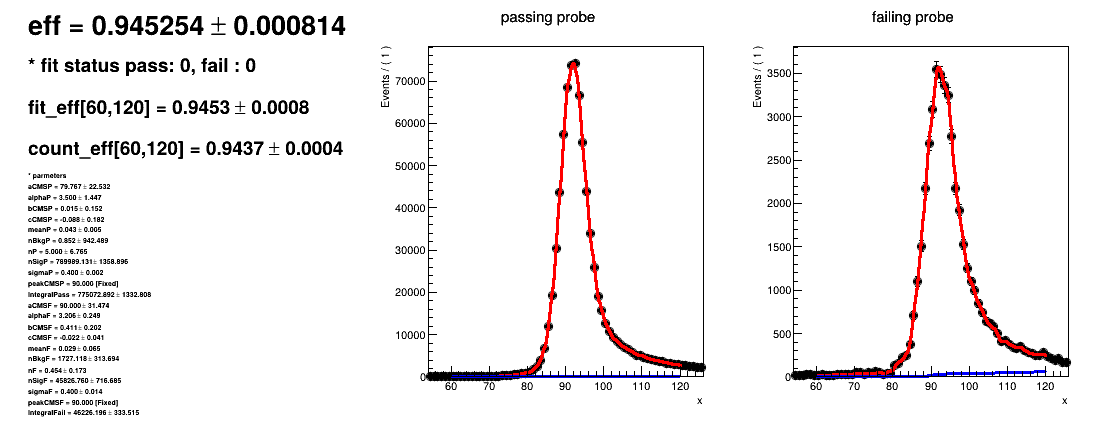 eff = 0.945254 ± 0.000814
* fit status pass: 0, fail : 0
fit_eff[60,120] = 0.9453 ± 0.0008
count_eff[60,120] = 0.9437 ± 0.0004
* parmeters
aCMSP = 79.767 ± 22.532
alphaP = 3.500 ± 1.447
bCMSP = 0.015 ± 0.152
cCMSP = -0.088 ± 0.182
meanP = 0.043 ± 0.005
nBkgP = 0.852 ± 942.489
nP = 5.000 ± 6.765
nSigP = 789989.131 ± 1358.896
sigmaP = 0.400 ± 0.002
peakCMSP = 90.000 [Fixed]
integralPass = 775072.892 ± 1332.808
aCMSF = 90.000 ± 31.474
alphaF = 3.206 ± 0.249
bCMSF = 0.411 ± 0.202
cCMSF = -0.022 ± 0.041
meanF = 0.029 ± 0.065
nBkgF = 1727.118 ± 313.694
nF = 0.454 ± 0.173
nSigF = 45826.760 ± 716.685
sigmaF = 0.400 ± 0.014
peakCMSF = 90.000 [Fixed]
integralFail = 46226.196 ± 333.515
passing probe
Events / ( 1 )
70000
60000
50000
40000
30000
20000
10000
0
60 70 80 90 100 110 120
x
failing probe
Events / ( 1 )
3500
3000
2500
2000
1500
1000
500
0
60 70 80 90 100 110 120
x